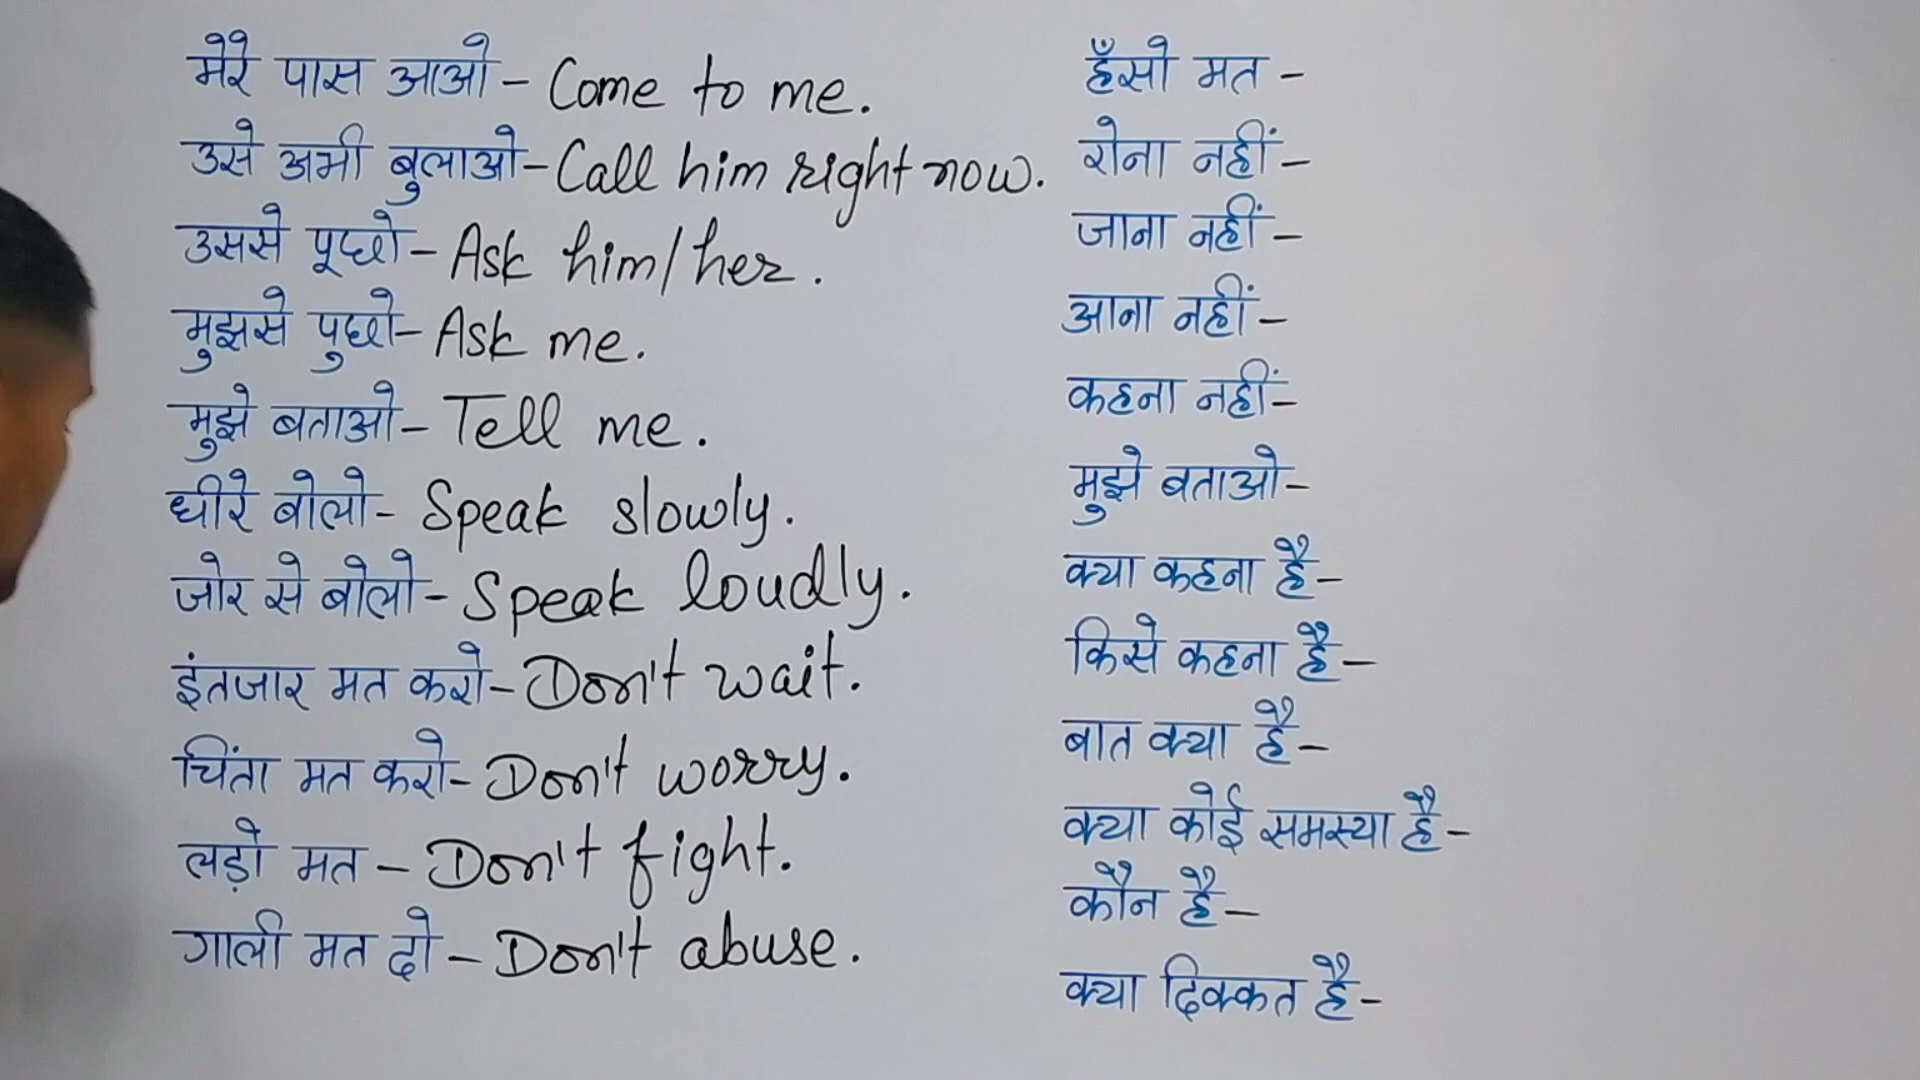 मेरे पास आओ - Come to me.
उसे अभी बुलाओ - Call him right now.
उससे पूछो - Ask him/her.
मुझसे पुछो - Ask me.
मुझे बताओ - Tell me.
धीरे बोलो - Speak slowly.
जोर से बोलो - Speak loudly.
इंतजार मत करो - Don't wait.
चिंता मत करो - Don't worry.
लड़ो मत - Don't fight.
गाली मत दो - Don't abuse.
हँसो मत -
रोना नहीं -
जाना नहीं -
आना नहीं -
कहना नहीं -
मुझे बताओ -
क्या कहना है -
किसे कहना है -
बात क्या है -
क्या कोई समस्या है -
कौन है -
क्या दिक्कत है -